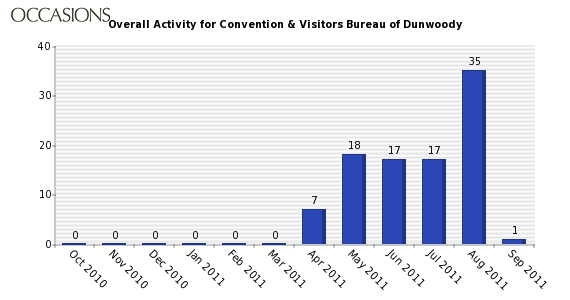 OCCASIONS
Overall Activity for Convention & Visitors Bureau of Dunwoody
40
30
20
10
0
0
0
0
0
0
0
7
18
17
17
35
1
Oct 2010
Nov 2010
Dec 2010
Jan 2011
Feb 2011
Mar 2011
Apr 2011
May 2011
Jun 2011
Jul 2011
Aug 2011
Sep 2011